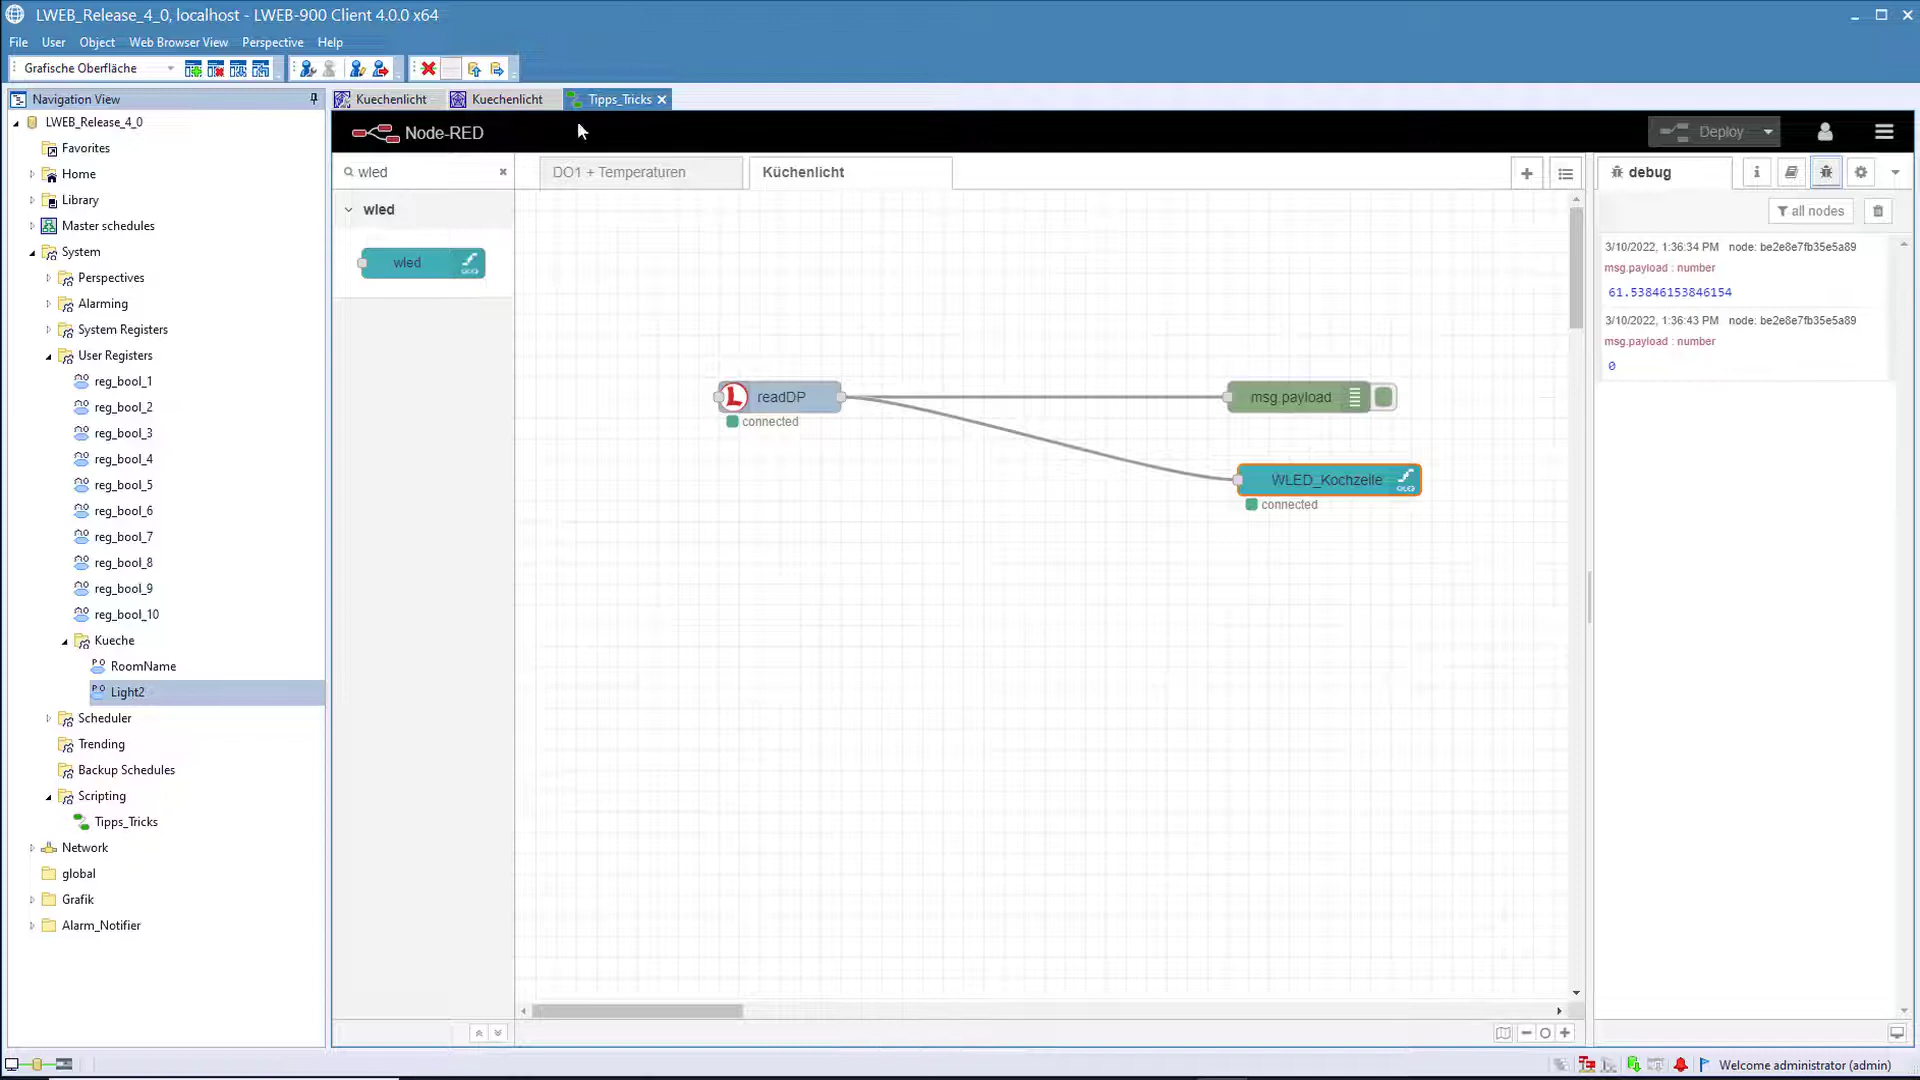 LWEB_Release_4_0, localhost - LWEB-900 Client 4.0.0 x64
File User Object Web Browser View Perspective Help
Grafische Oberfläche
Navigation View
Kuechenlicht
Kuechenlicht
Tipps_Tricks
LWEB_Release_4_0
Favorites
Home
Library
Master schedules
System
Perspectives
Alarming
System Registers
User Registers
reg_bool_1
reg_bool_2
reg_bool_3
reg_bool_4
reg_bool_5
reg_bool_6
reg_bool_7
reg_bool_8
reg_bool_9
reg_bool_10
Kueche
RoomName
Light2
Scheduler
Trending
Backup Schedules
Scripting
Tipps_Tricks
Network
global
Grafik
Alarm_Notifier
Node-RED
Deploy
wled
DO1 + Temperaturen
Küchenlicht
wled
wled
readDP
connected
msg.payload
WLED_Kochzeile
connected
debug
all nodes
3/10/2022, 1:36:34 PM node: be2e8e7fb35e5a89
msg.payload : number
61.53846153846154
3/10/2022, 1:36:43 PM node: be2e8e7fb35e5a89
msg.payload : number
0
Welcome administrator (admin)